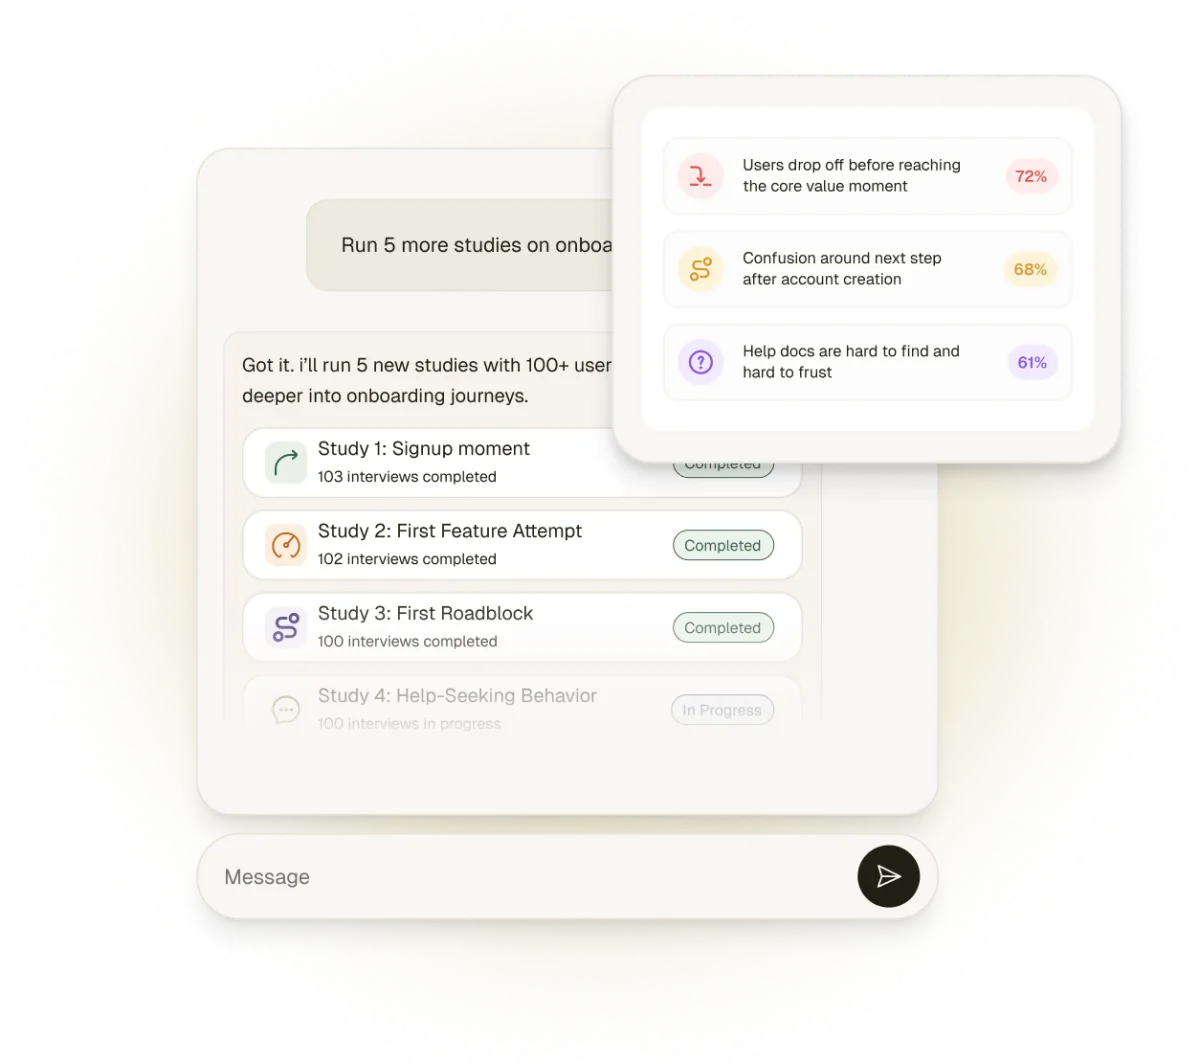 Users drop off before reaching
the core value moment
72%
Confusion around next step
after account creation
68%
Help docs are hard to find and
hard to frust
61%
Run 5 more studies on onboa
Got it. i’ll run 5 new studies with 100+ user
deeper into onboarding journeys.
Study 1: Signup moment
103 interviews completed
Completed
Study 2: First Feature Attempt
102 interviews completed
Completed
Study 3: First Roadblock
100 interviews completed
Completed
Study 4: Help-Seeking Behavior
100 interviews in progress
In Progress
Message